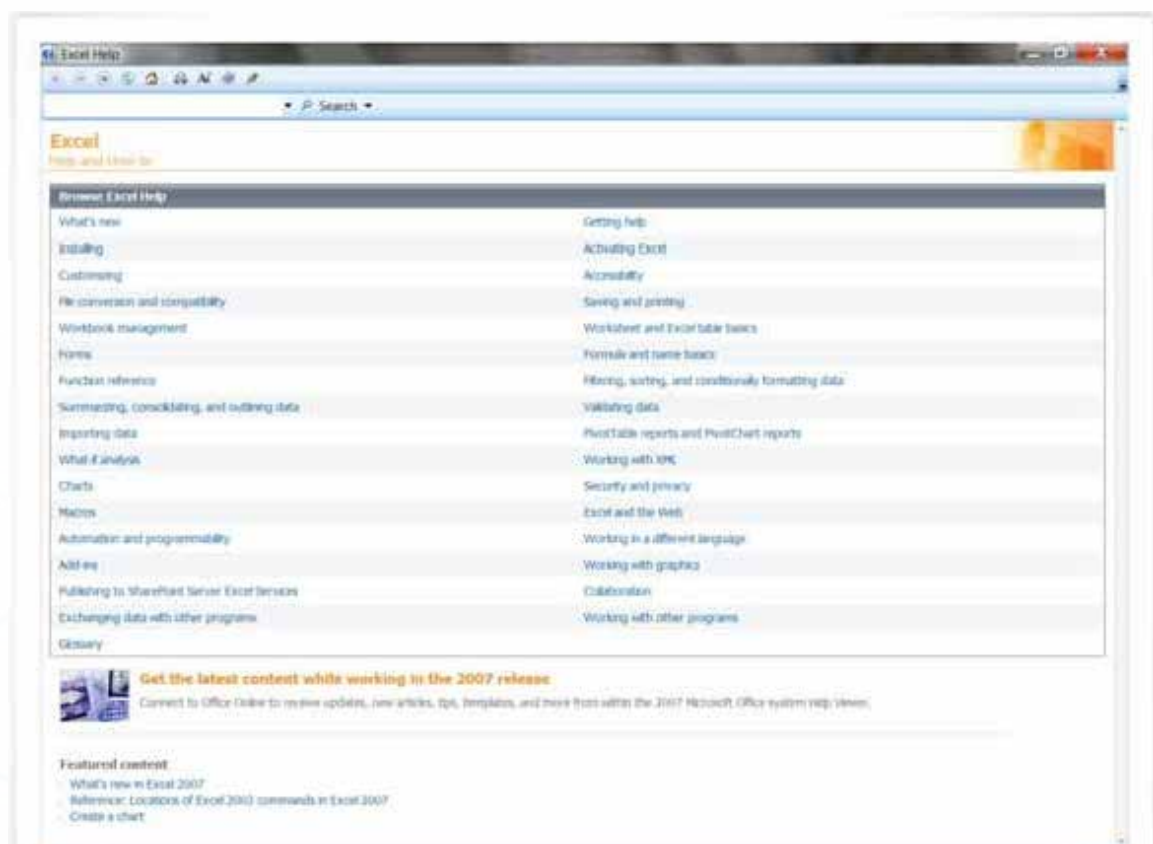 Excel Help
Search
Excel
Help and How-to
Browse Excel Help
What's new
Getting help
Installing
Activating Excel
Customising
Accessibility
File conversion and compatibility
Saving and printing
Workbook management
Worksheet and Excel table basics
Forms
Formula and name basics
Function reference
Filtering, sorting, and conditionally formatting data
Summarizing, consolidating, and outlining data
Validating data
Importing data
PivotTable reports and PivotChart reports
What-if analysis
Working with XML
Charts
Security and privacy
Macros
Excel and the Web
Automation and programmability
Working in a different language
Add-ins
Working with graphics
Publishing to SharePoint Server Excel Services
Collaboration
Exchanging data with other programs
Working with other programs
Glossary
Get the latest content while working in the 2007 release
Connect to Office Online to receive updates, new articles, tips, templates, and more from within the 2007 Microsoft Office system Help Viewer.
Featured content
What's new in Excel 2007
Reference: Locations of Excel 2003 commands in Excel 2007
Create a chart